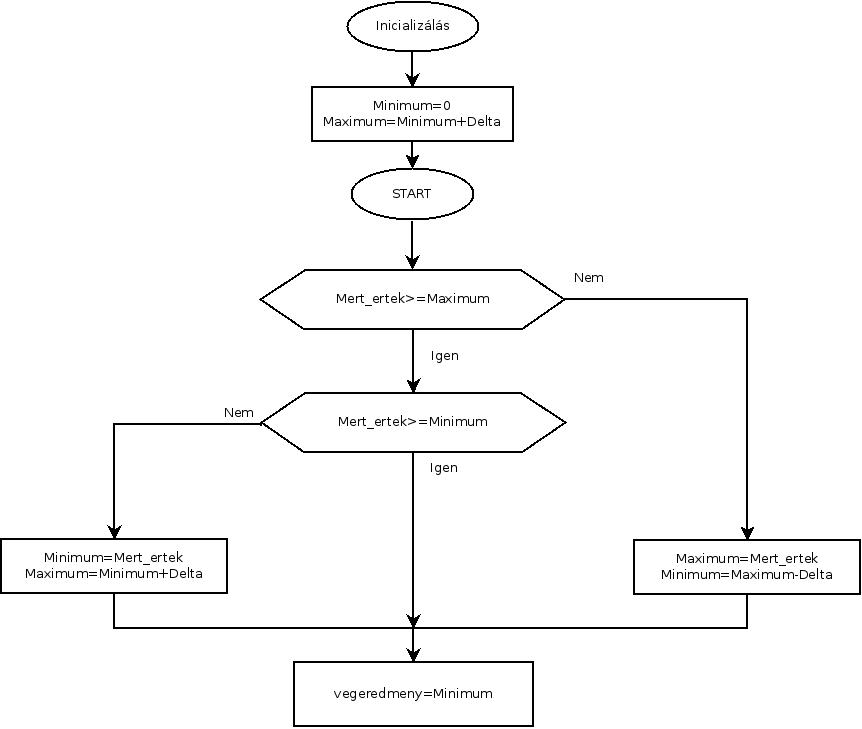 Inicializálás
Minimum=0
Maximum=Minimum+Delta
START
Mert_ertek>=Maximum
Nem
Igen
Mert_ertek>=Minimum
Nem
Igen
Minimum=Mert_ertek
Maximum=Minimum+Delta
Maximum=Mert_ertek
Minimum=Maximum-Delta
vegeredmeny=Minimum